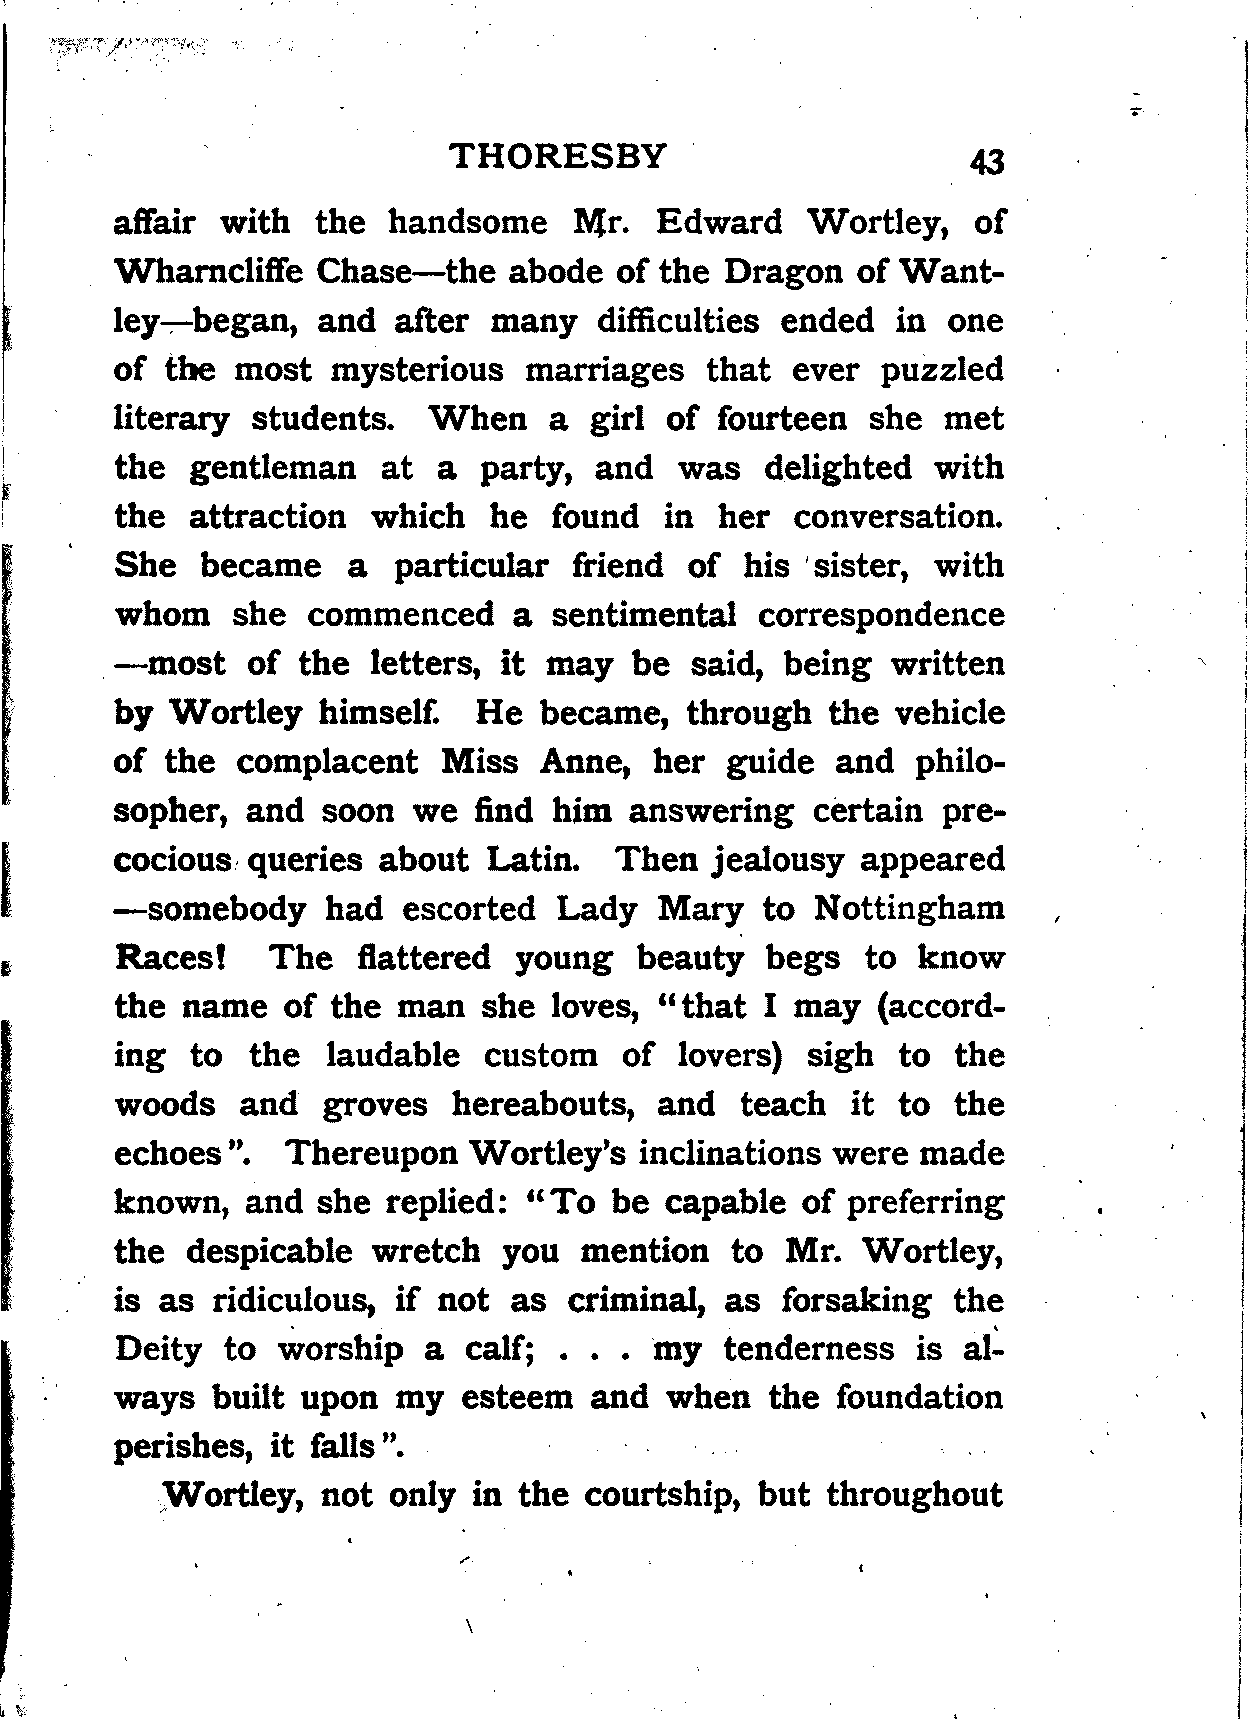 THORESBY 43
affair with the handsome Mr. Edward Wortley, of
Wharncliffe Chase—the abode of the Dragon of Want-
ley—began, and after many difficulties ended in one
of the most mysterious marriages that ever puzzled
literary students. When a girl of fourteen she met
the gentleman at a party, and was delighted with
the attraction which he found in her conversation.
She became a particular friend of his sister, with
whom she commenced a sentimental correspondence
—most of the letters, it may be said, being written
by Wortley himself. He became, through the vehicle
of the complacent Miss Anne, her guide and philo-
sopher, and soon we find him answering certain pre-
cocious queries about Latin. Then jealousy appeared
—somebody had escorted Lady Mary to Nottingham
Races! The flattered young beauty begs to know
the name of the man she loves, "that I may (accord-
ing to the laudable custom of lovers) sigh to the
woods and groves hereabouts, and teach it to the
echoes". Thereupon Wortley's inclinations were made
known, and she replied: "To be capable of preferring
the despicable wretch you mention to Mr. Wortley,
is as ridiculous, if not as criminal, as forsaking the
Deity to worship a calf; . . . my tenderness is al-
ways built upon my esteem and when the foundation
perishes, it falls".
Wortley, not only in the courtship, but throughout